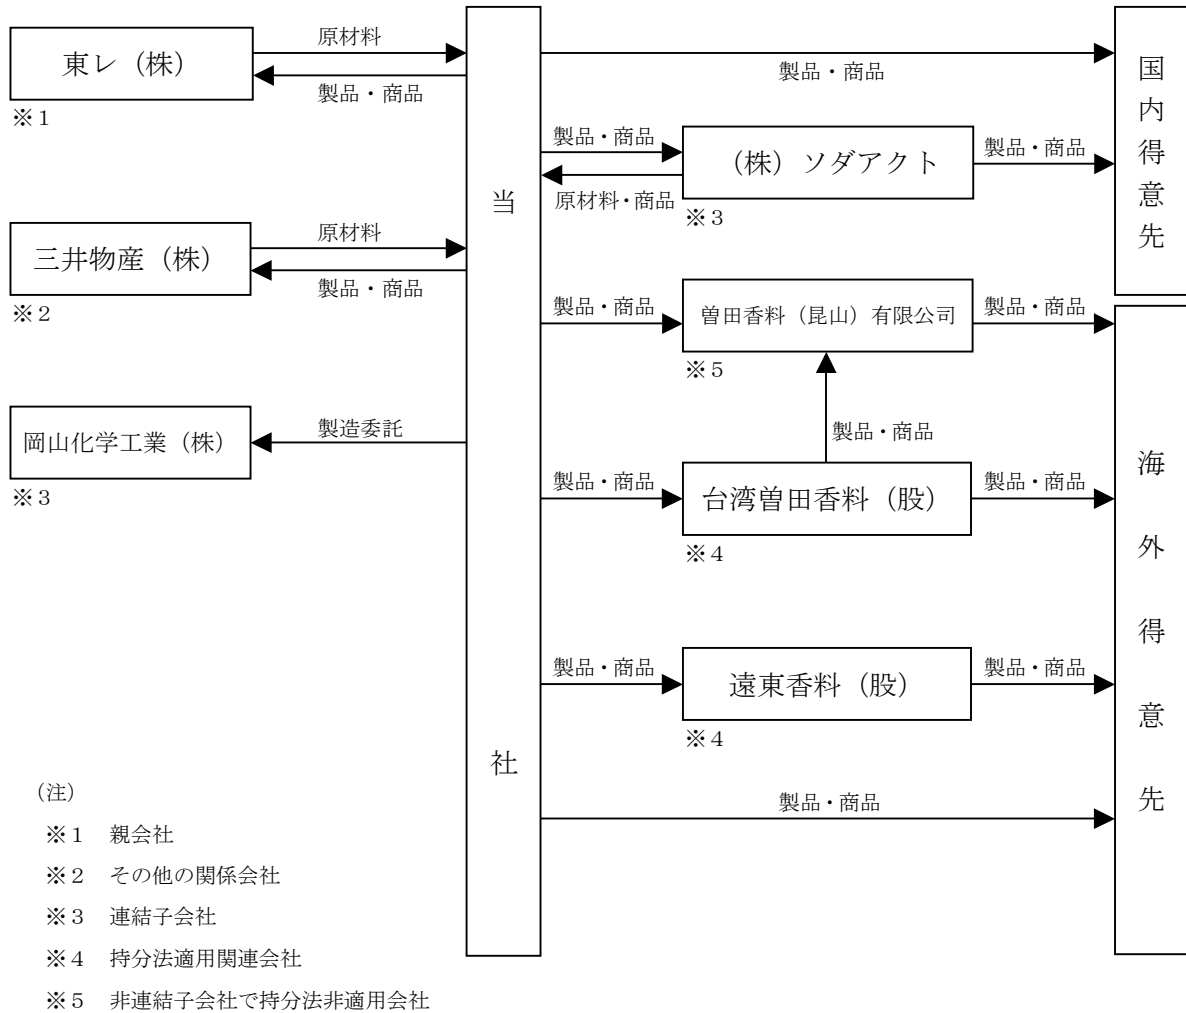 東レ（株）
※１
原材料
製品・商品
三井物産（株）
※２
原材料
製品・商品
岡山化学工業（株）
※３
製造委託
当社
製品・商品
製品・商品
原材料・商品
（株）ソダアクト
※３
製品・商品
製品・商品
曽田香料（昆山）有限公司
※５
製品・商品
製品・商品
製品・商品
台湾曽田香料（股）
※４
製品・商品
製品・商品
遠東香料（股）
※４
製品・商品
製品・商品
国内得意先
海外得意先
（注）
※１　親会社
※２　その他の関係会社
※３　連結子会社
※４　持分法適用関連会社
※５　非連結子会社で持分法非適用会社